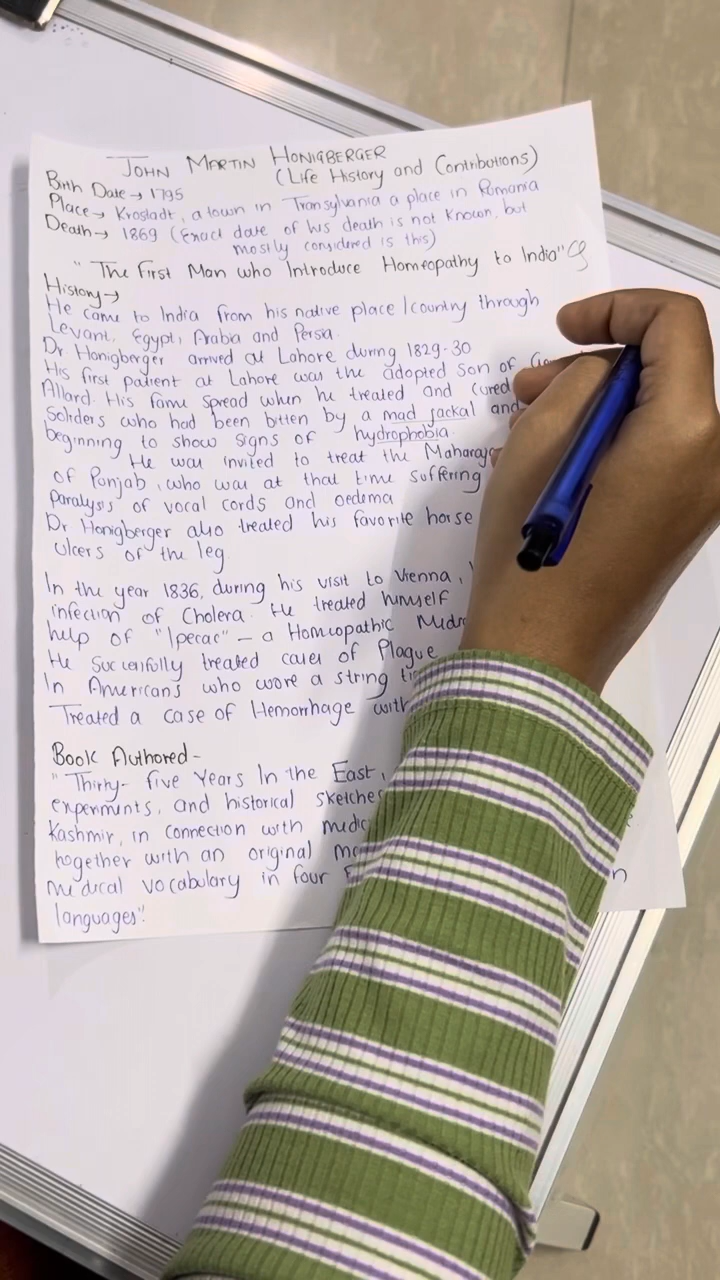 JOHN MARTIN HONIGBERGER
(Life History and Contributions)
Birth Date → 1795
Place → Krostadt, a town in Transylvania a place in Romania
Death → 1869 (Exact date of his death is not known, but
mostly considered is this)
"The First Man who Introduce Homeopathy to India"
History →
He came to India from his native place/country through
Levant, Egypt, Arabia and Persia.
Dr. Honigberger arrived at Lahore during 1829-30
His first patient at Lahore was the adopted son of
Allard. His fame spread when he treated and cured
Soliders who had been bitten by a mad jackal and
beginning to show signs of hydrophobia.
He was invited to treat the
of Punjab, who was at that time suffering
paralysis of vocal cords and oedema
Dr Honigberger also treated his favorite horse
Ulcers of the leg.
In the year 1836, during his visit to Vienna,
infection of Cholera. He treated himself
help of "Ipecac" – a Homeopathic
He Successfully treated cases of Plague
In Americans who wore a string
Treated a case of Hemorrhage with
Book Authored -
"Thirty- five Years In the East,
experiments, and historical sketches
Kashmir, in connection with
together with an original
medical vocabulary in four
languages".